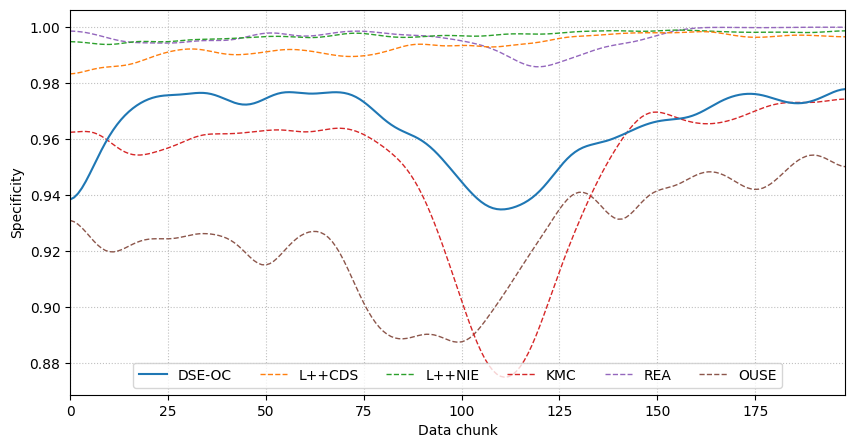 1.00
0.98
0.96
0.94
0.92
0.90
0.88
Specificity
DSE-OC L++CDS L++NIE KMC REA OUSE
0 25 50 75 100 125 150 175
Data chunk